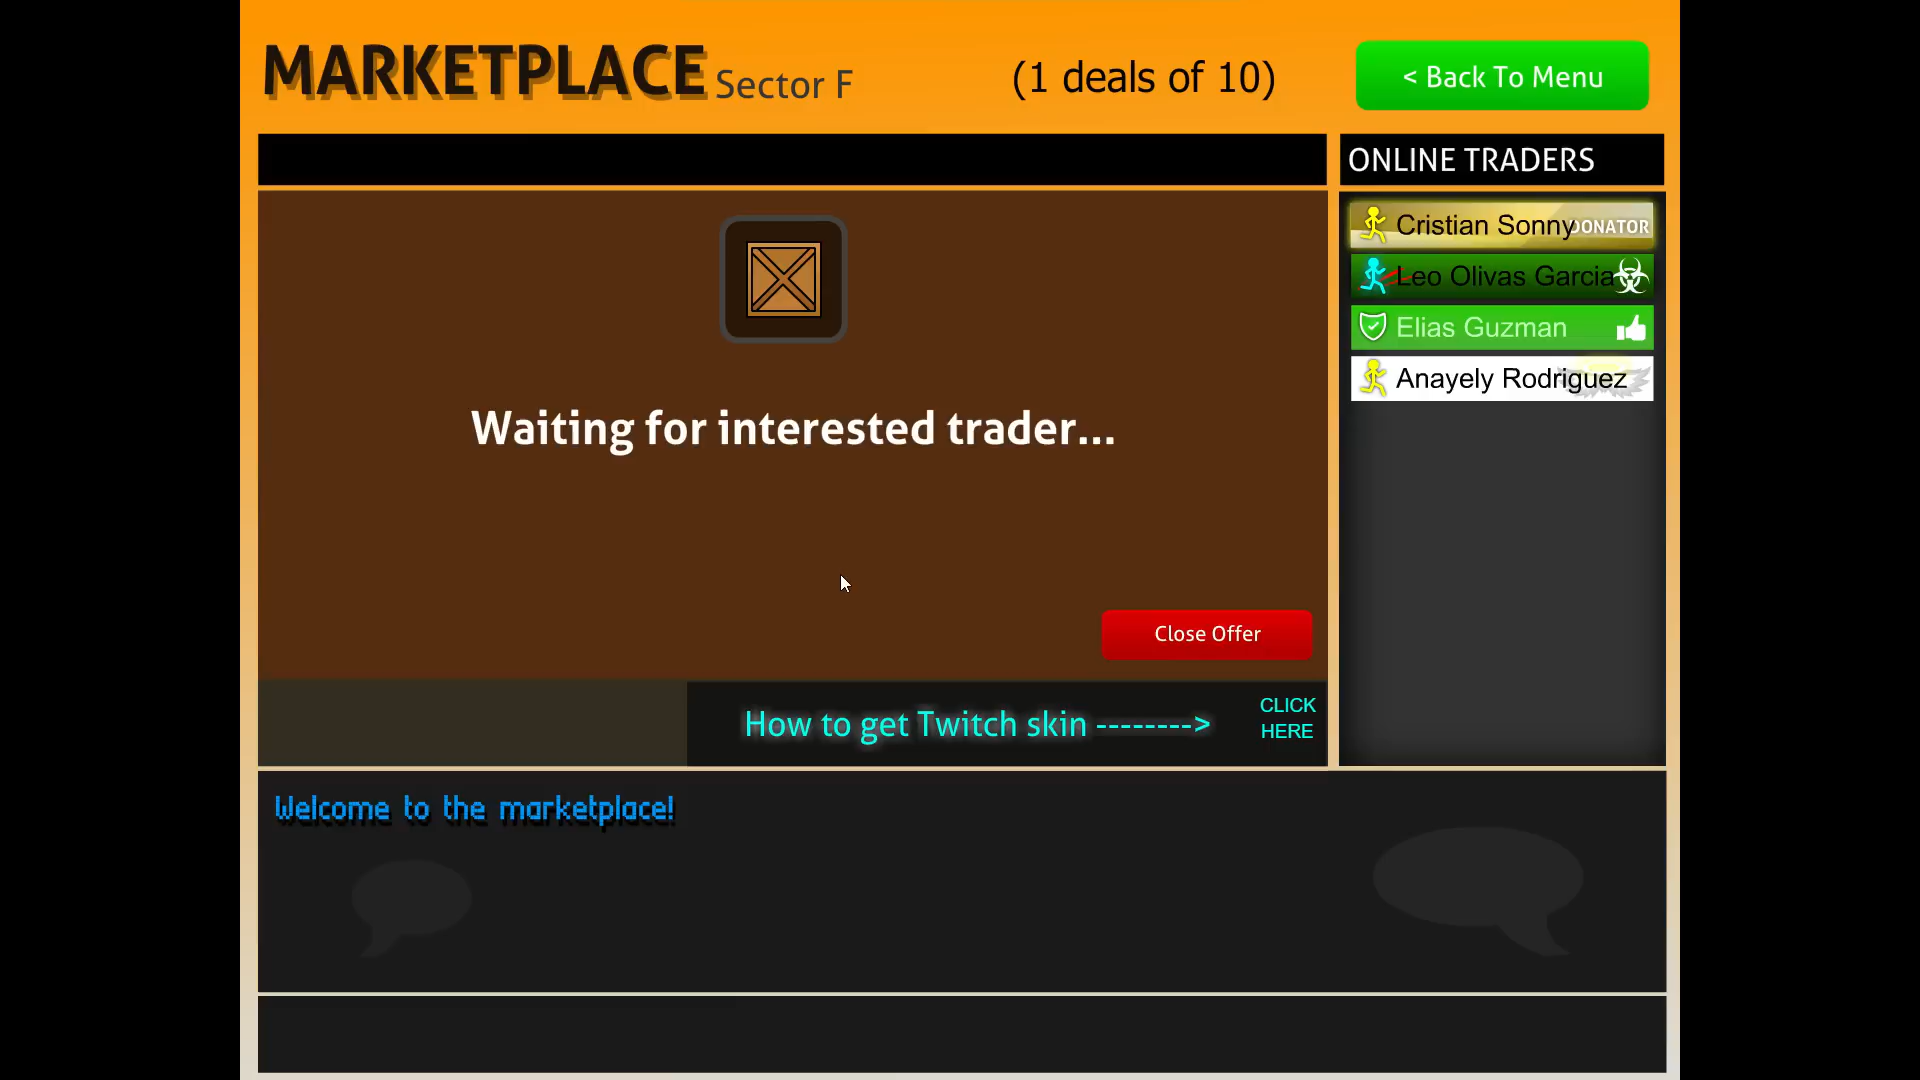 MARKETPLACE Sector F
(1 deals of 10)
< Back To Menu
ONLINE TRADERS
Cristian Sonny DONATOR
Leo Olivas Garcia
Elias Guzman
Anayely Rodriguez
Waiting for interested trader...
Close Offer
How to get Twitch skin -------->
CLICK
HERE
Welcome to the marketplace!